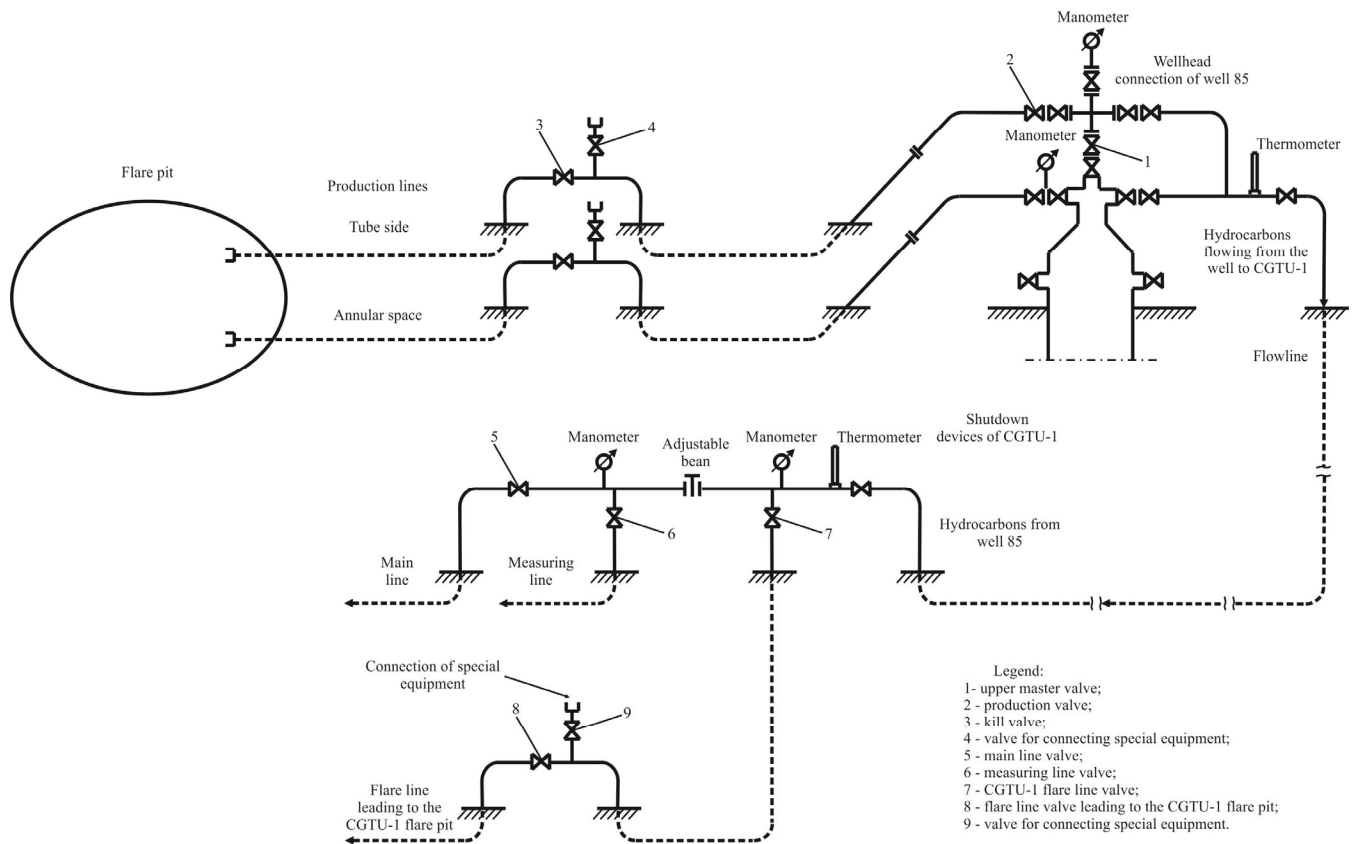 Manometer
2
Wellhead
connection of well 85
3
4
Manometer
1
Thermometer
Flare pit
Production lines
Tube side
Hydrocarbons
flowing from the
well to CGTU-1
Annular space
Flowline
5
Manometer
Adjustable
bean
Manometer
Thermometer
Shutdown
devices of CGTU-1
6
7
Hydrocarbons from
well 85
Main
line
Measuring
line
Connection of special
equipment
8
9
Flare line
leading to the
CGTU-1 flare pit
Legend:
1- upper master valve;
2 - production valve;
3 - kill valve;
4 - valve for connecting special equipment;
5 - main line valve;
6 - measuring line valve;
7 - CGTU-1 flare line valve;
8 - flare line valve leading to the CGTU-1 flare pit;
9 - valve for connecting special equipment.